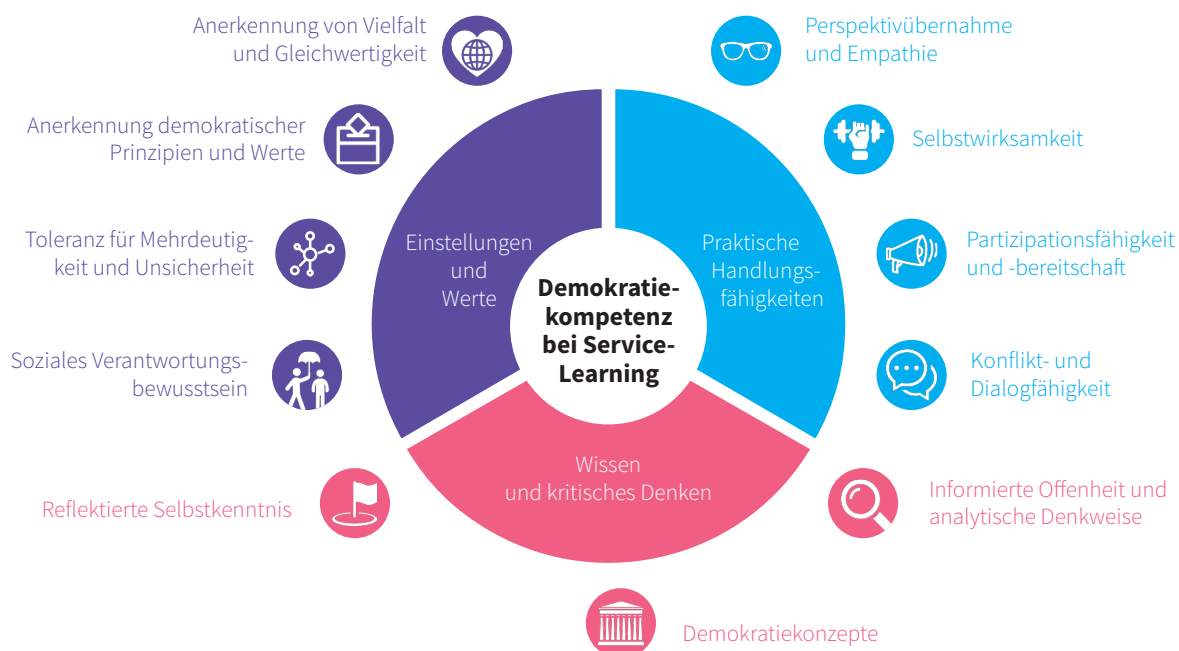 Anerkennung von Vielfalt
und Gleichwertigkeit
Perspektivübernahme
und Empathie
Anerkennung demokratischer
Prinzipien und Werte
Selbstwirksamkeit
Toleranz für Mehrdeutig-
keit und Unsicherheit
Partizipationsfähigkeit
und -bereitschaft
Einstellungen
und
Werte
Praktische
Handlungs-
fähigkeiten
Demokratie-
kompetenz
bei Service-
Learning
Soziales Verantwortungs-
bewusstsein
Konflikt- und
Dialogfähigkeit
Wissen
und kritisches Denken
Reflektierte Selbstkenntnis
Informierte Offenheit und
analytische Denkweise
Demokratiekonzepte